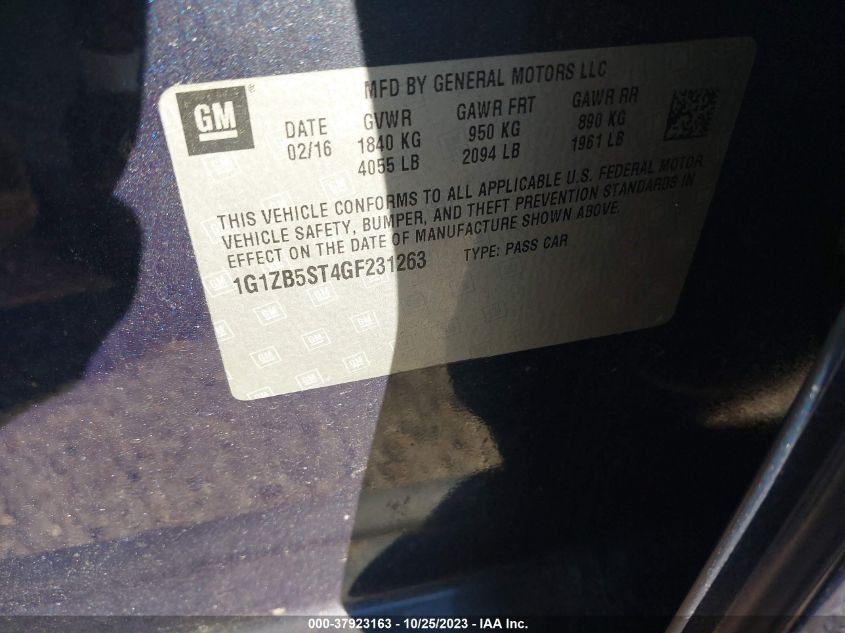 MFD BY GENERAL MOTORS LLC
GM
®
DATE GVWR GAWR FRT GAWR RR
02/16 1840 KG 950 KG 890 KG
4055 LB 2094 LB 1961 LB
THIS VEHICLE CONFORMS TO ALL APPLICABLE U.S. FEDERAL MOTOR
VEHICLE SAFETY, BUMPER, AND THEFT PREVENTION STANDARDS IN
EFFECT ON THE DATE OF MANUFACTURE SHOWN ABOVE.
1G1ZB5ST4GF231263 TYPE: PASS CAR
000-37923163 - 10/25/2023 - IAA Inc.